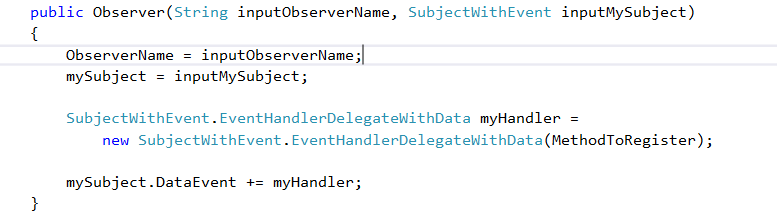 public Observer(String inputObserverName, SubjectWithEvent inputMySubject)
{
ObserverName = inputObserverName;
mySubject = inputMySubject;
SubjectWithEvent.EventHandlerDelegateWithData myHandler =
new SubjectWithEvent.EventHandlerDelegateWithData(MethodToRegister);
mySubject.DataEvent += myHandler;
}